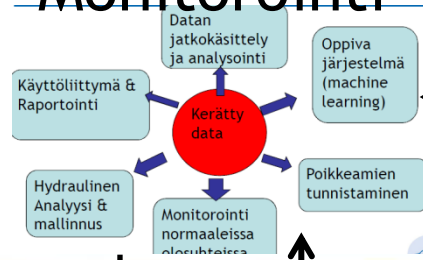 Monitorointi
Datan
jatkokäsittely
ja analysointi
Oppiva
järjestelmä
(machine
learning)
Käyttöliittymä &
Raportointi
Kerätty
data
Poikkeamien
tunnistaminen
Hydraulinen
Analyysi &
mallinnus
Monitorointi
normaaleissa
olosuhteissa